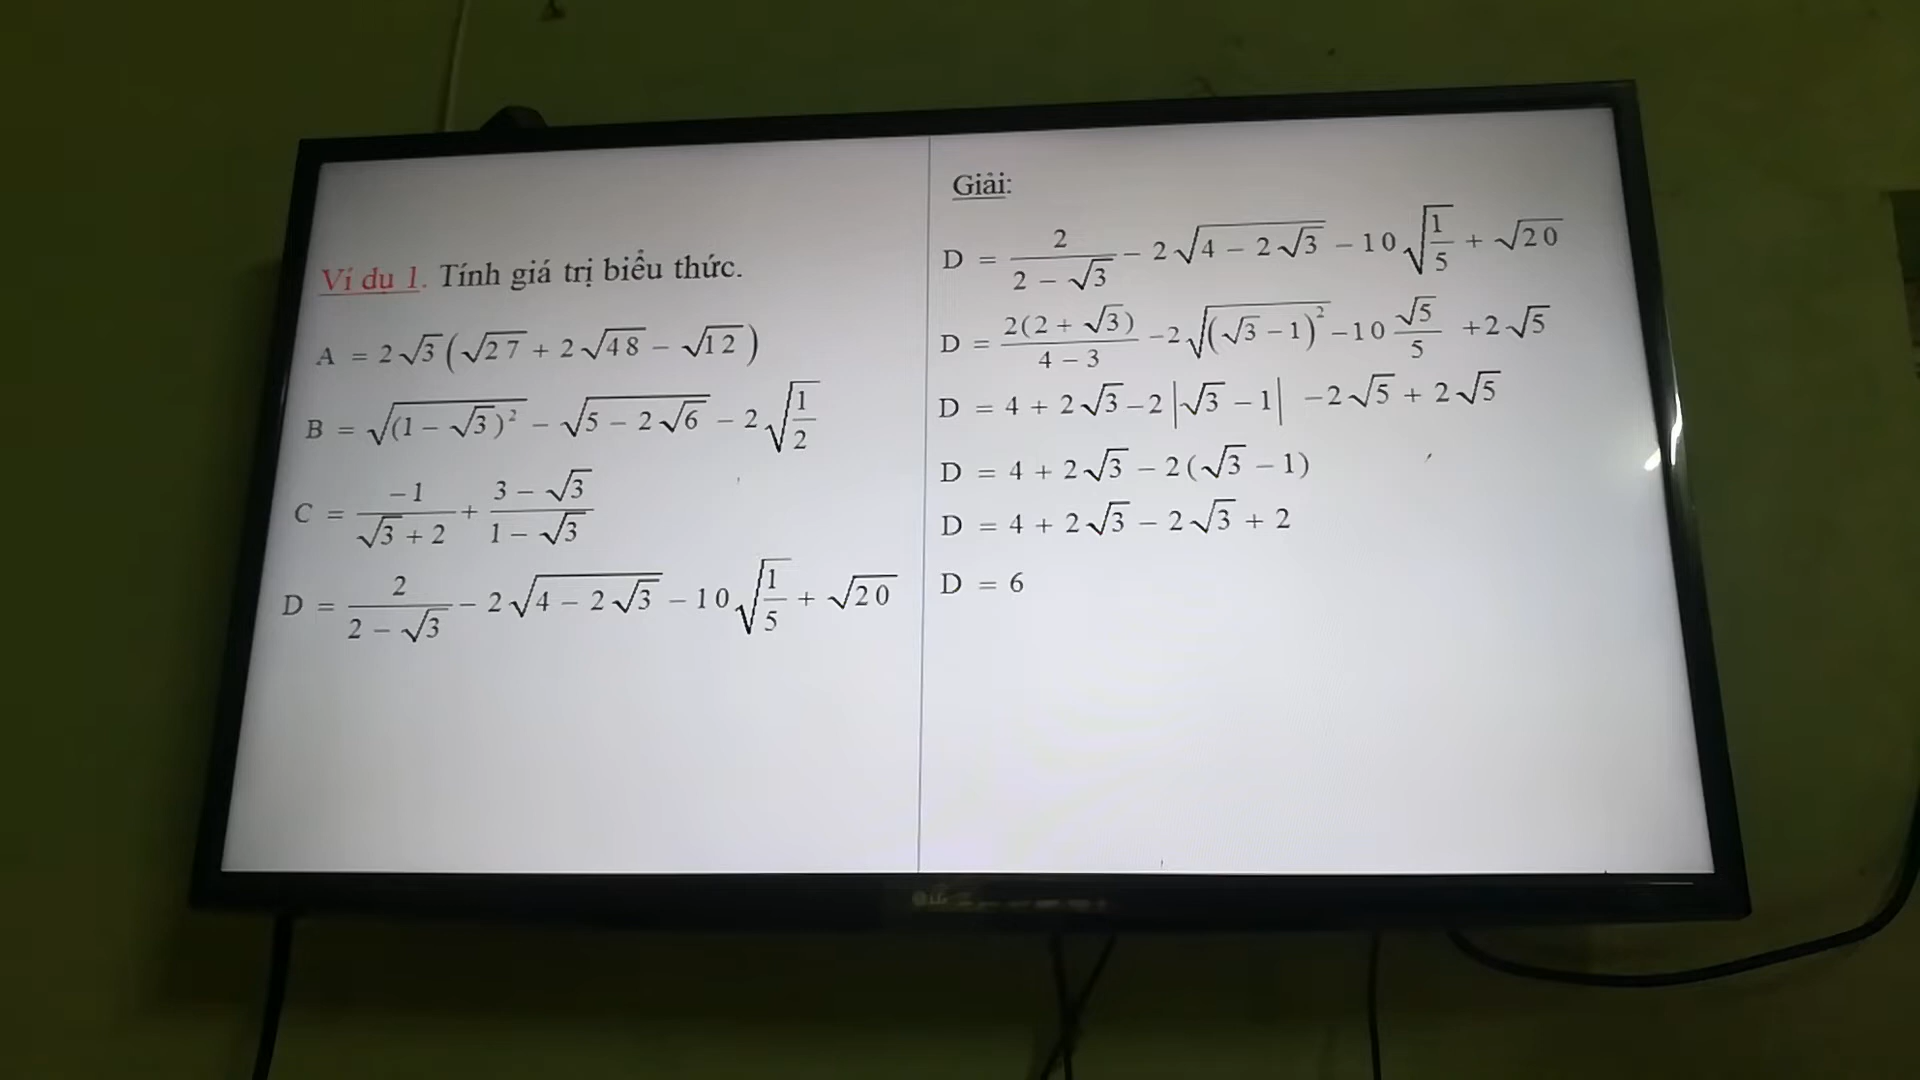 Ví dụ 1. Tính giá trị biểu thức.
A = 2√3(√27 + 2√48 − √12)
B = √((1 − √3)²) − √(5 − 2√6) − 2√(1/2)
C = −1/(√3 + 2) + (3 − √3)/(1 − √3)
D = 2/(2 − √3) − 2√(4 − 2√3) − 10√(1/5) + √20
Giải:
D = 2/(2 − √3) − 2√(4 − 2√3) − 10√(1/5) + √20
D = 2(2 + √3)/(4 − 3) − 2√((√3 − 1)²) − 10 √5/5 + 2√5
D = 4 + 2√3 − 2|√3 − 1| − 2√5 + 2√5
D = 4 + 2√3 − 2(√3 − 1)
D = 4 + 2√3 − 2√3 + 2
D = 6